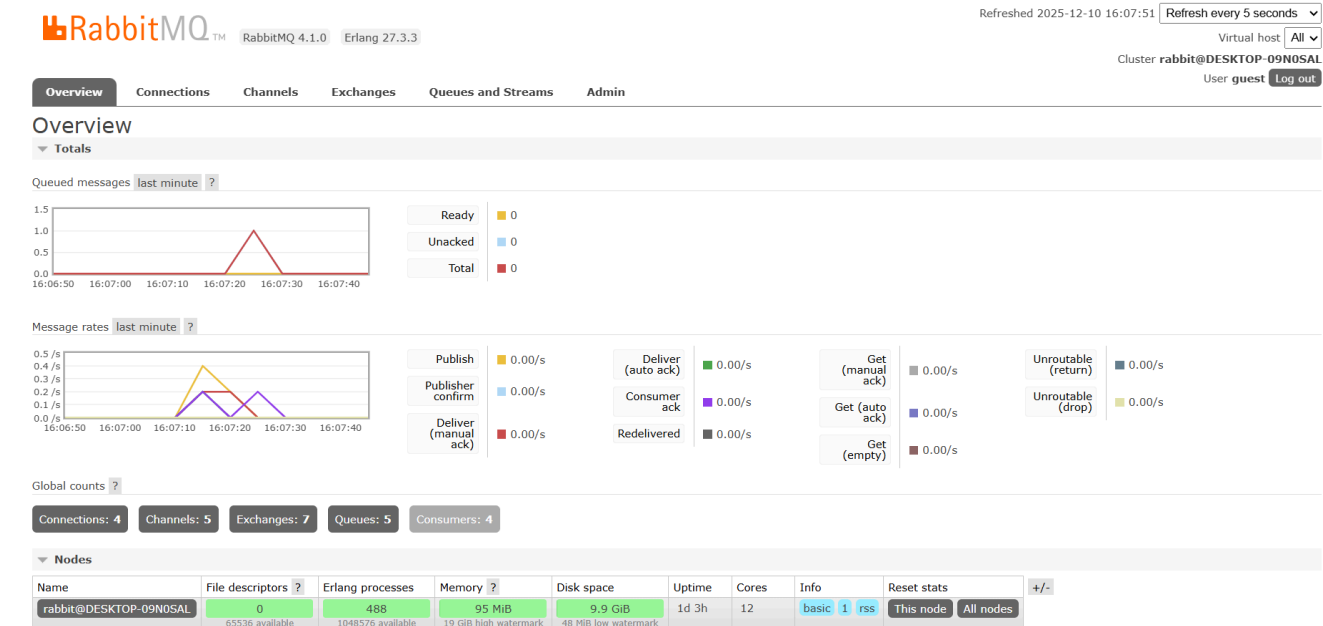 Refreshed 2025-12-10 16:07:51 Refresh every 5 seconds
RabbitMQ TM RabbitMQ 4.1.0 Erlang 27.3.3
Virtual host All
Cluster rabbit@DESKTOP-09N0SAL
User guest Log out
Overview Connections Channels Exchanges Queues and Streams Admin
Overview
Totals
Queued messages last minute ?
1.5
1.0
0.5
0.0
16:06:50 16:07:00 16:07:10 16:07:20 16:07:30 16:07:40
Ready 0
Unacked 0
Total 0
Message rates last minute ?
0.5 /s
0.4 /s
0.3 /s
0.2 /s
0.1 /s
0.0 /s
16:06:50 16:07:00 16:07:10 16:07:20 16:07:30 16:07:40
Publish 0.00/s
Publisher
confirm 0.00/s
Deliver
(manual
ack) 0.00/s
Deliver
(auto ack) 0.00/s
Consumer
ack 0.00/s
Redelivered 0.00/s
Get
(manual
ack) 0.00/s
Get (auto
ack) 0.00/s
Get
(empty) 0.00/s
Unroutable
(return) 0.00/s
Unroutable
(drop) 0.00/s
Global counts ?
Connections: 4 Channels: 5 Exchanges: 7 Queues: 5 Consumers: 4
Nodes
Name File descriptors ? Erlang processes Memory ? Disk space Uptime Cores Info Reset stats +/-
rabbit@DESKTOP-09N0SAL 0 488 95 MiB 9.9 GiB 1d 3h 12 basic 1 rss This node All nodes
65536 available 1048576 available 19 GiB high watermark 48 MiB low watermark